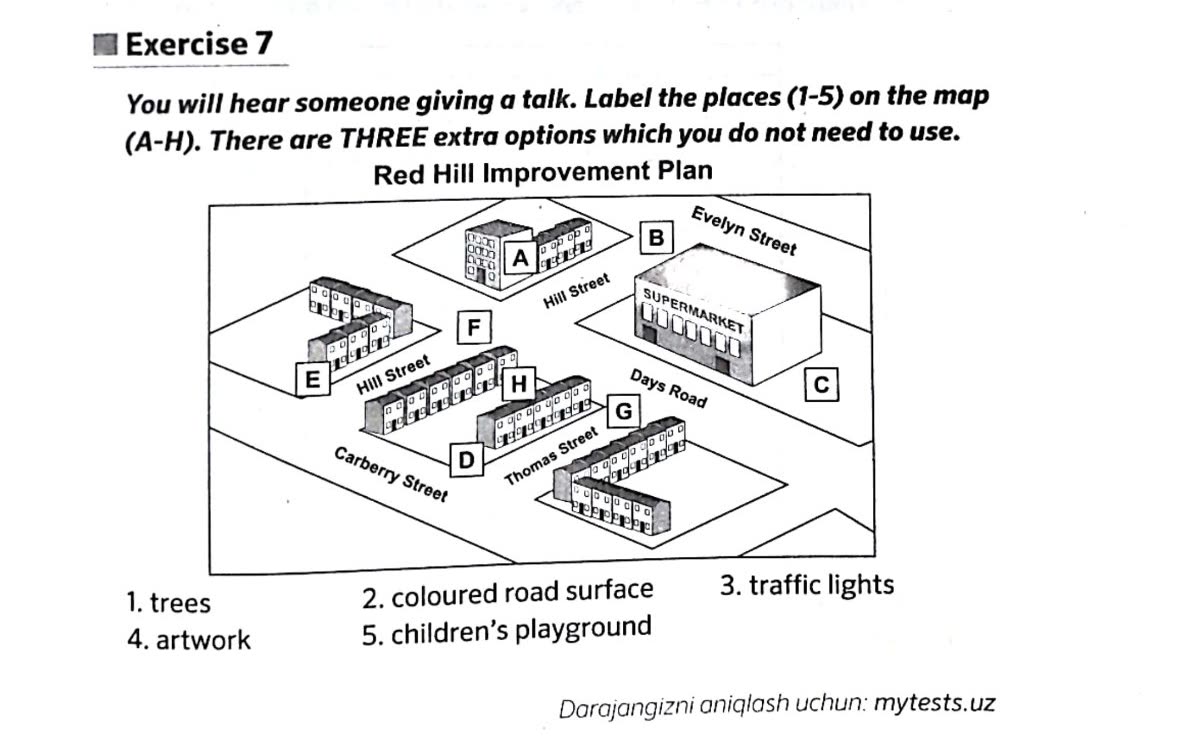 Exercise 7
You will hear someone giving a talk. Label the places (1-5) on the map
(A-H). There are THREE extra options which you do not need to use.
Red Hill Improvement Plan
Evelyn Street
B
A
Hill Street
SUPERMARKET
F
E
Hill Street
H
Days Road
C
G
D
Thomas Street
Carberry Street
1. trees
2. coloured road surface
3. traffic lights
4. artwork
5. children's playground
Darajangizni aniqlash uchun: mytests.uz